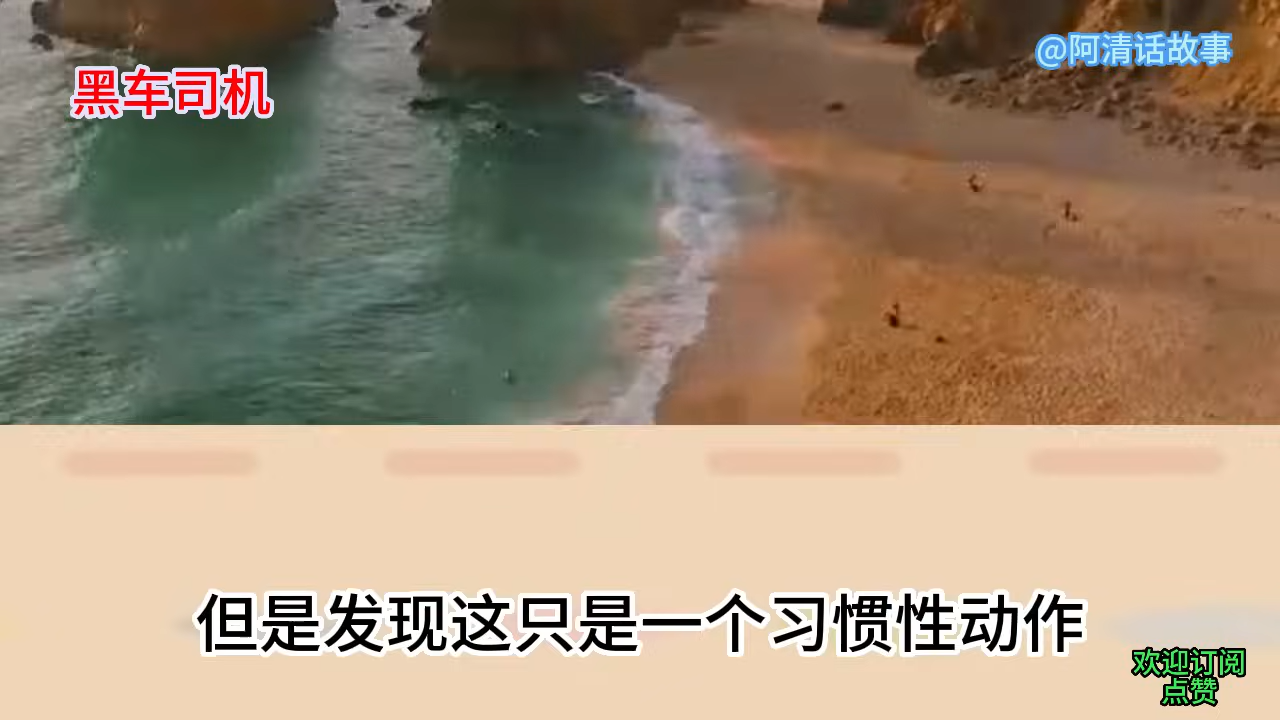 @阿清话故事
黑车司机
但是发现这只是一个习惯性动作
欢迎订阅
点赞